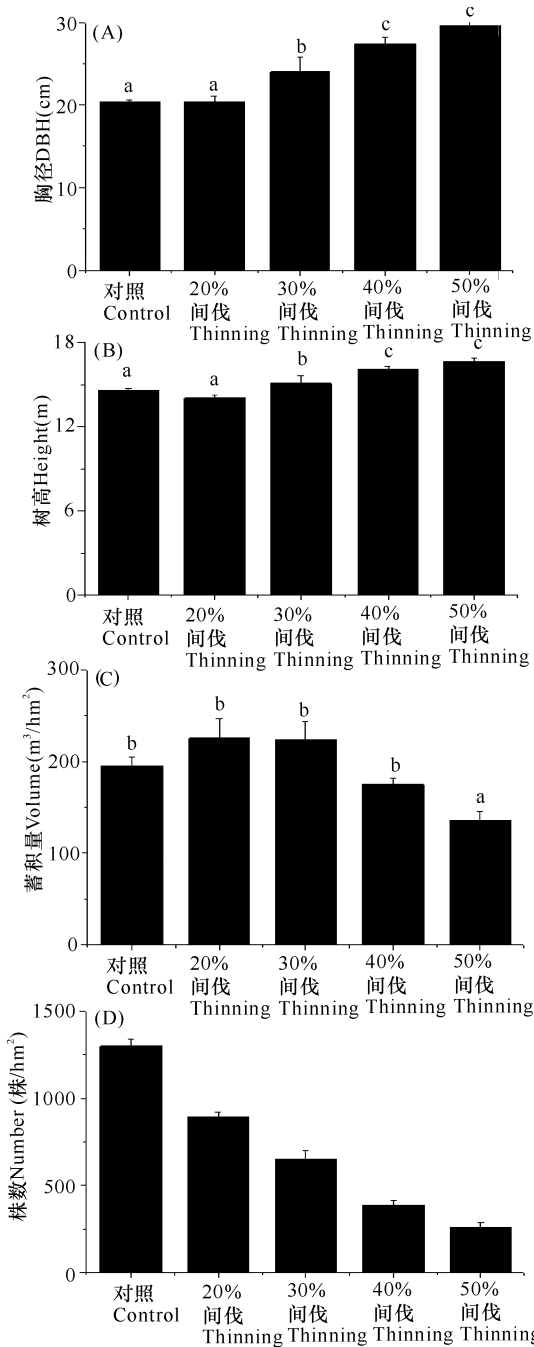 (A)
胸径DBH(cm)
30
20
10
0
a
a
b
c
c
对照
Control
20%
间伐
Thinning
30%
间伐
Thinning
40%
间伐
Thinning
50%
间伐
Thinning
(B)
树高Height(m)
18
12
6
0
a
a
b
c
c
对照
Control
20%
间伐
Thinning
30%
间伐
Thinning
40%
间伐
Thinning
50%
间伐
Thinning
(C)
蓄积量Volume(m³/hm²)
300
200
100
0
b
b
b
b
a
对照
Control
20%
间伐
Thinning
30%
间伐
Thinning
40%
间伐
Thinning
50%
间伐
Thinning
(D)
株数Number (株/hm²)
1500
1000
500
0
对照
Control
20%
间伐
Thinning
30%
间伐
Thinning
40%
间伐
Thinning
50%
间伐
Thinning